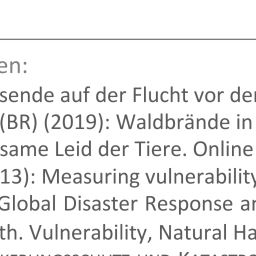 en:
sende auf der Flucht vor der
(BR) (2019): Waldbrände in
same Leid der Tiere. Online
13): Measuring vulnerability
Global Disaster Response an
th. Vulnerability, Natural Ha